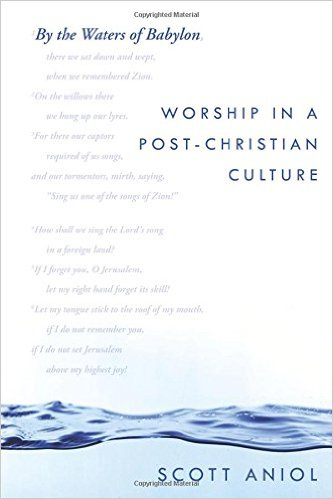 Copyrighted Material
By the Waters of Babylon,
there we sat down and wept,
when we remembered Zion.
²On the willows there
we hung up our lyres.
³For there our captors
required of us songs,
and our tormentors, mirth, saying,
"Sing us one of the songs of Zion!"
⁴How shall we sing the Lord's song
in a foreign land?
⁵If I forget you, O Jerusalem,
let my right hand forget its skill!
⁶Let my tongue stick to the roof of my mouth,
if I do not remember you,
if I do not set Jerusalem
above my highest joy!
WORSHIP IN A
POST-CHRISTIAN
CULTURE
SCOTT ANIOL
Copyrighted Material